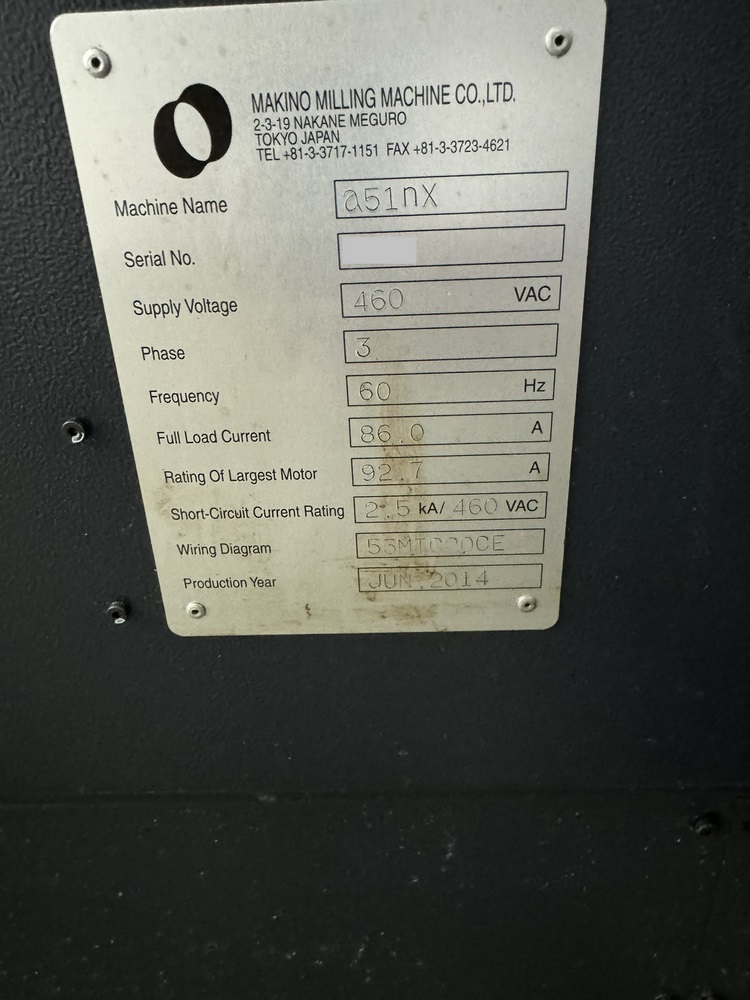 MAKINO MILLING MACHINE CO.,LTD.
2-3-19 NAKANE MEGURO
TOKYO JAPAN
TEL +81-3-3717-1151 FAX +81-3-3723-4621
Machine Name a51nX
Serial No.
Supply Voltage 460 VAC
Phase 3
Frequency 60 Hz
Full Load Current 86.0 A
Rating Of Largest Motor 92.7 A
Short-Circuit Current Rating 2.5 kA/ 460 VAC
Wiring Diagram
Production Year JUN.2014